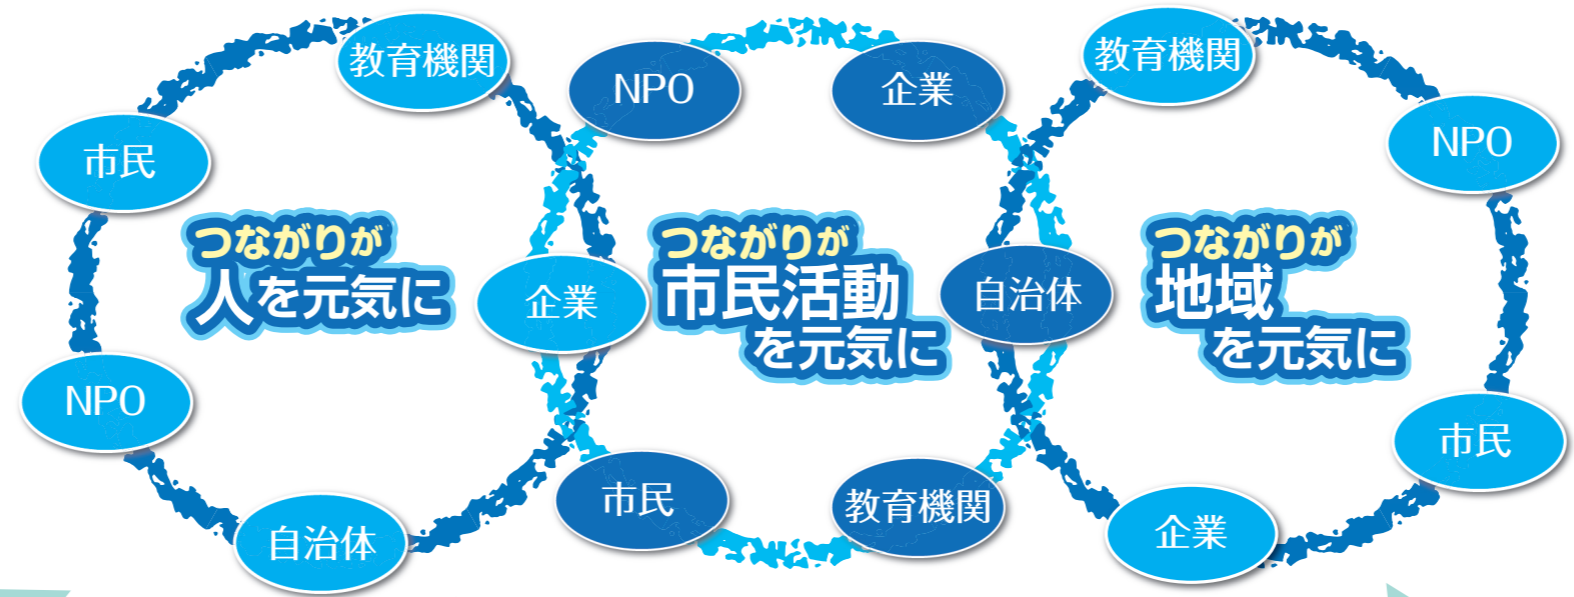 教育機関
市民
つながりが
人を元気に
企業
NPO
自治体
NPO
企業
つながりが
市民活動
を元気に
自治体
市民
教育機関
教育機関
NPO
つながりが
地域
を元気に
市民
企業